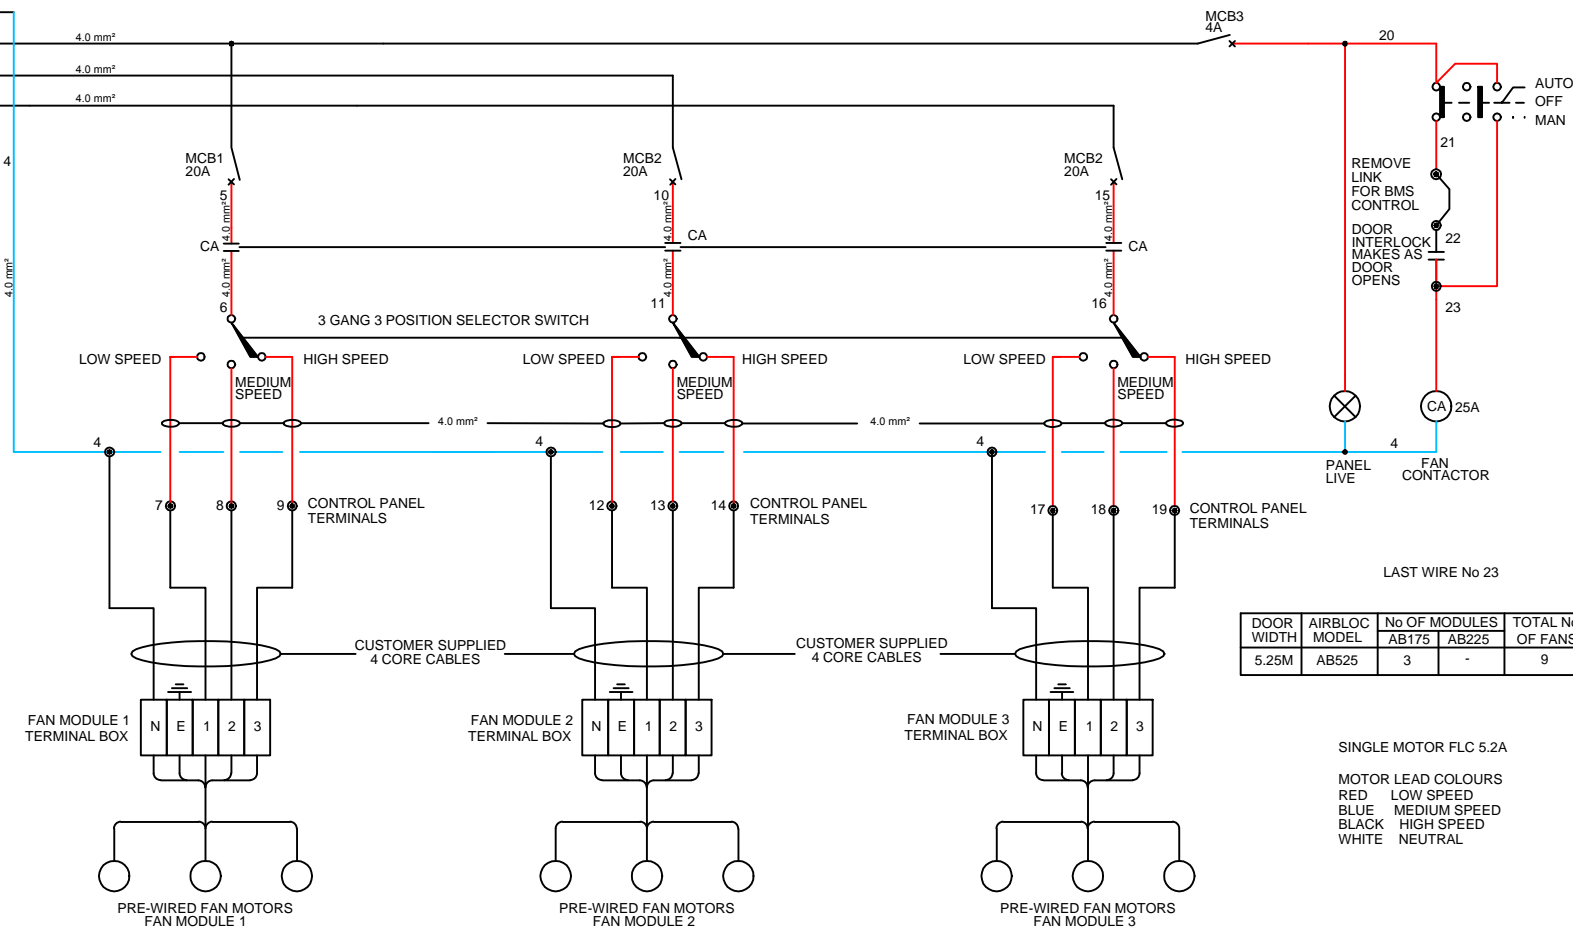 MCB3
4A
20
4.0 mm²
4.0 mm²
4.0 mm²
AUTO
OFF
MAN
21
4
MCB1
20A
MCB2
20A
MCB2
20A
REMOVE
LINK
FOR BMS
CONTROL
5
10
15
4.0 mm²
4.0 mm²
4.0 mm²
CA
CA
CA
DOOR
INTERLOCK
MAKES AS
DOOR
OPENS
22
4.0 mm²
4.0 mm²
4.0 mm²
4.0 mm²
6
11
16
23
3 GANG 3 POSITION SELECTOR SWITCH
LOW SPEED
HIGH SPEED
LOW SPEED
HIGH SPEED
LOW SPEED
HIGH SPEED
MEDIUM
SPEED
MEDIUM
SPEED
MEDIUM
SPEED
CA
25A
4.0 mm²
4.0 mm²
4
4
4
4
PANEL
LIVE
FAN
CONTACTOR
7
8
9
CONTROL PANEL
TERMINALS
12
13
14
CONTROL PANEL
TERMINALS
17
18
19
CONTROL PANEL
TERMINALS
LAST WIRE No 23
DOOR
WIDTH
AIRBLOC
MODEL
No OF MODULES
AB175
AB225
TOTAL No
OF FANS
5.25M
AB525
3
-
9
CUSTOMER SUPPLIED
4 CORE CABLES
CUSTOMER SUPPLIED
4 CORE CABLES
FAN MODULE 1
TERMINAL BOX
N E 1 2 3
FAN MODULE 2
TERMINAL BOX
N E 1 2 3
FAN MODULE 3
TERMINAL BOX
N E 1 2 3
SINGLE MOTOR FLC 5.2A
MOTOR LEAD COLOURS
RED LOW SPEED
BLUE MEDIUM SPEED
BLACK HIGH SPEED
WHITE NEUTRAL
PRE-WIRED FAN MOTORS
FAN MODULE 1
PRE-WIRED FAN MOTORS
FAN MODULE 2
PRE-WIRED FAN MOTORS
FAN MODULE 3